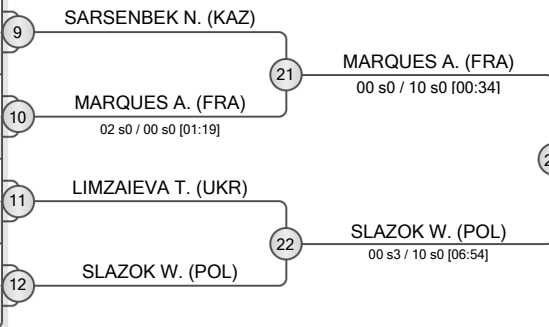 SARSENBEK N. (KAZ)
9
21
MARQUES A. (FRA)
00 s0 / 10 s0 [00:34]
MARQUES A. (FRA)
10
02 s0 / 00 s0 [01:19]
LIMZAIEVA T. (UKR)
11
22
SLAZOK W. (POL)
00 s3 / 10 s0 [06:54]
SLAZOK W. (POL)
12